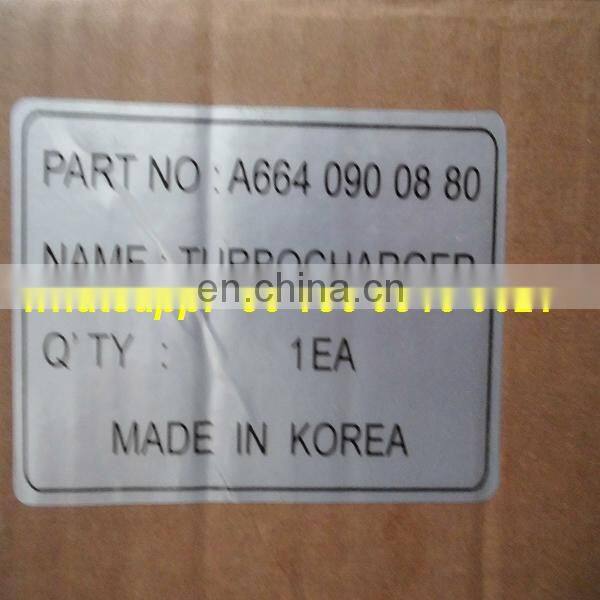 PART NO : A664 090 08 80
NAME : TURBOCHARGER
en.china.cn
Q'TY : 1EA
MADE IN KOREA